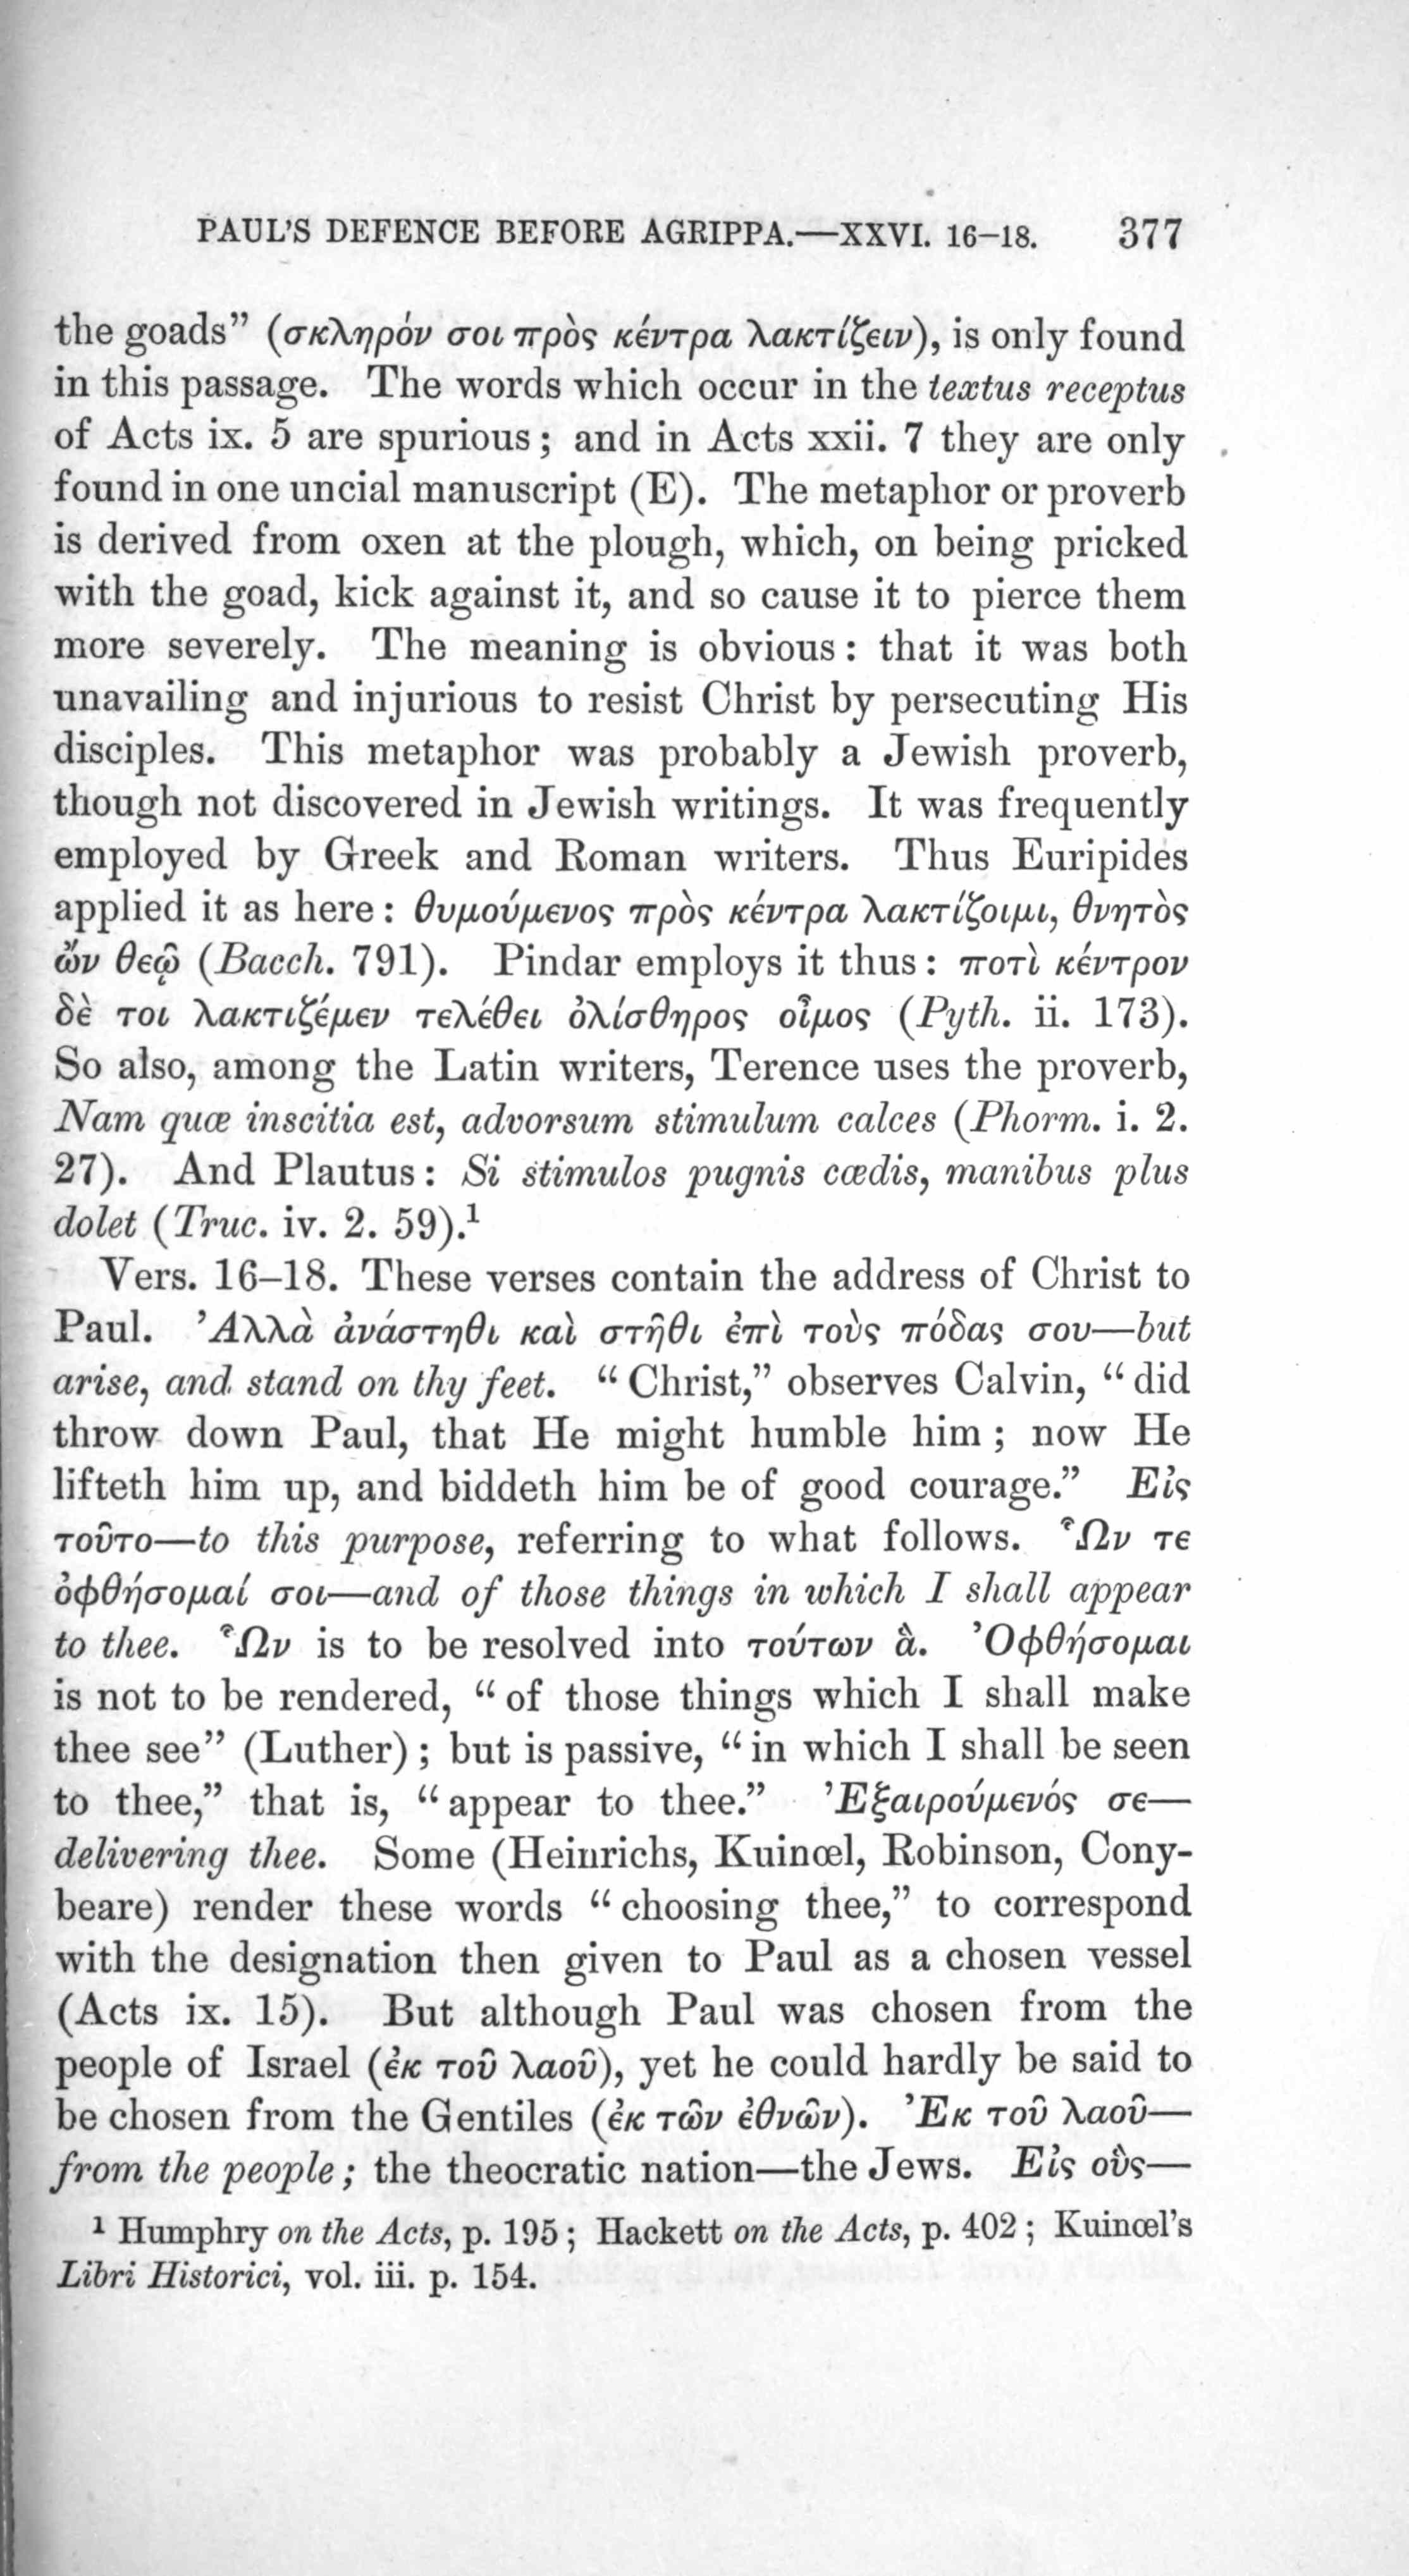 PAUL'S DEFENCE BEFORE AGRIPPA.—XXVI. 16–18. 377
the goads” (σκληρόν σοι πρὸς κέντρα λακτίζειν), is only found
in this passage. The words which occur in the textus receptus
of Acts ix. 5 are spurious; and in Acts xxii. 7 they are only
found in one uncial manuscript (E). The metaphor or proverb
is derived from oxen at the plough, which, on being pricked
with the goad, kick against it, and so cause it to pierce them
more severely. The meaning is obvious: that it was both
unavailing and injurious to resist Christ by persecuting His
disciples. This metaphor was probably a Jewish proverb,
though not discovered in Jewish writings. It was frequently
employed by Greek and Roman writers. Thus Euripides
applied it as here: θυμούμενος πρὸς κέντρα λακτίζοιμι, θνητὸς
ὤν θεῷ (Bacch. 791). Pindar employs it thus: ποτὶ κέντρον
δὲ τοι λακτιζέμεν τελέθει ὀλίσθηρος οἶμος (Pyth. ii. 173).
So also, among the Latin writers, Terence uses the proverb,
Nam quæ inscitia est, advorsum stimulum calces (Phorm. i. 2.
27). And Plautus: Si stimulos pugnis cædis, manibus plus
dolet (Truc. iv. 2. 59).¹
Vers. 16–18. These verses contain the address of Christ to
Paul. Ἀλλὰ ἀνάστηθι καὶ στῆθι ἐπὶ τοὺς πόδας σου—but
arise, and stand on thy feet. “Christ,” observes Calvin, “did
throw down Paul, that He might humble him; now He
lifteth him up, and biddeth him be of good courage.” Εἰς
τοῦτο—to this purpose, referring to what follows. Ὧν τε
ὀφθήσομαί σοι—and of those things in which I shall appear
to thee. Ὧν is to be resolved into τούτων ἃ. Ὀφθήσομαι
is not to be rendered, “of those things which I shall make
thee see” (Luther); but is passive, “in which I shall be seen
to thee,” that is, “appear to thee.” Ἐξαιρούμενός σε—
delivering thee. Some (Heinrichs, Kuinœl, Robinson, Cony-
beare) render these words “choosing thee,” to correspond
with the designation then given to Paul as a chosen vessel
(Acts ix. 15). But although Paul was chosen from the
people of Israel (ἐκ τοῦ λαοῦ), yet he could hardly be said to
be chosen from the Gentiles (ἐκ τῶν ἐθνῶν). Ἐκ τοῦ λαοῦ—
from the people; the theocratic nation—the Jews. Εἰς οὓς—
¹ Humphry on the Acts, p. 195; Hackett on the Acts, p. 402; Kuinœl's
Libri Historici, vol. iii. p. 154.